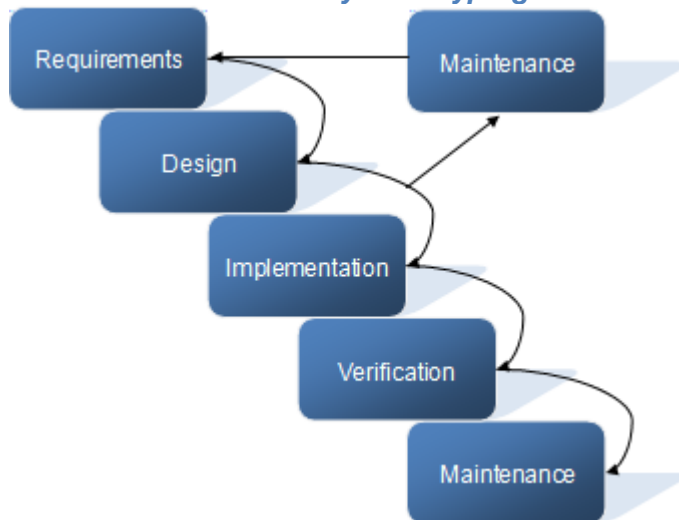 Requirements
Maintenance
Design
Implementation
Verification
Maintenance